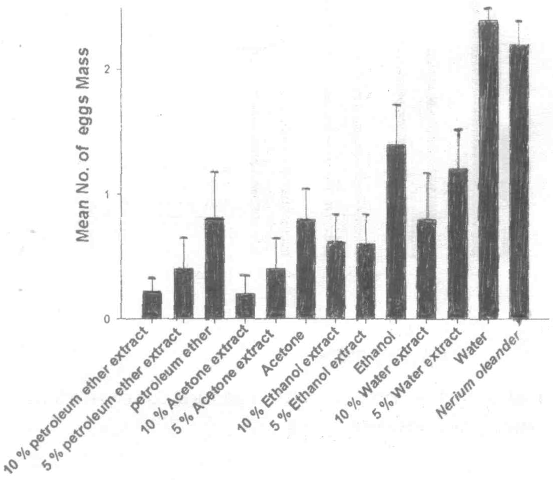 Mean No. of eggs Mass
2
1
0
10 % petroleum ether extract
5 % petroleum ether extract
petroleum ether
10 % Acetone extract
5 % Acetone extract
Acetone
10 % Ethanol extract
5 % Ethanol extract
Ethanol
10 % Water extract
5 % Water extract
Water
Nerium oleander